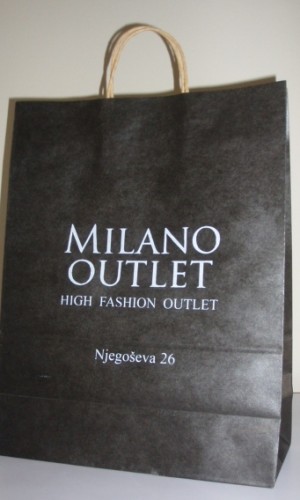 MILANO
OUTLET
HIGH FASHION OUTLET
Njegoševa 26